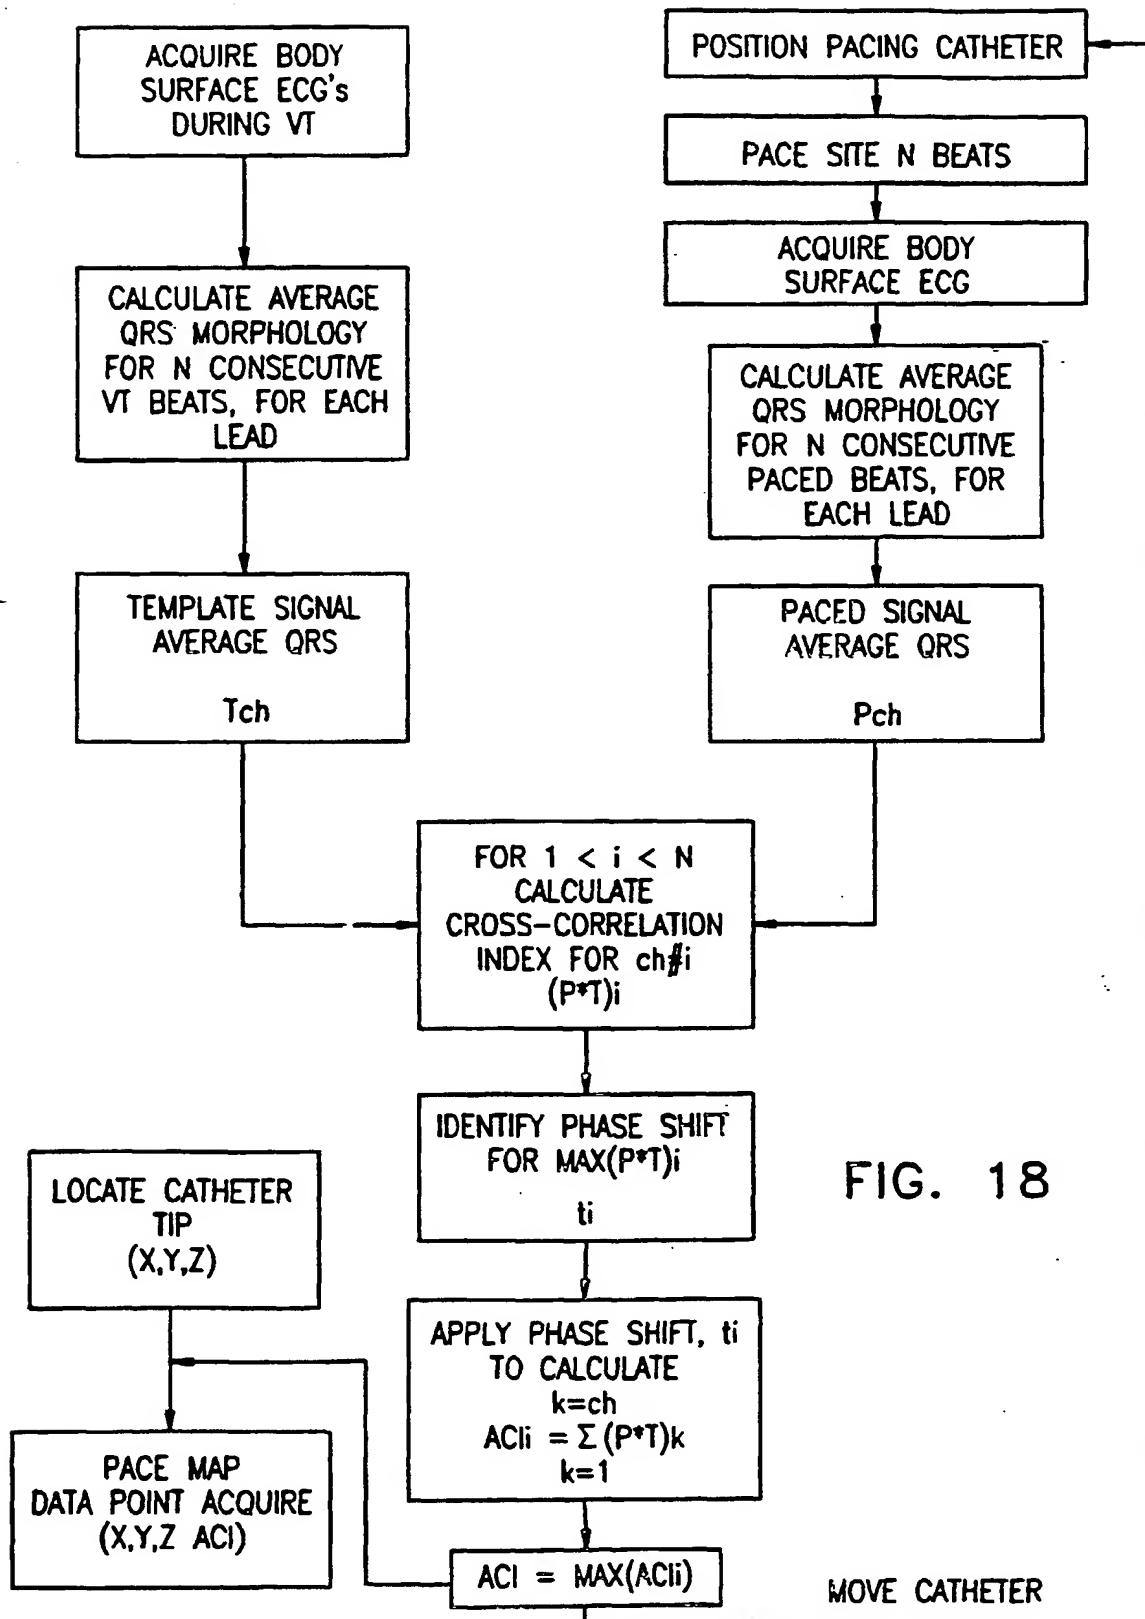 ACQUIRE BODY
SURFACE ECG's
DURING VT
CALCULATE AVERAGE
QRS MORPHOLOGY
FOR N CONSECUTIVE
VT BEATS, FOR EACH
LEAD
TEMPLATE SIGNAL
AVERAGE QRS
Tch
POSITION PACING CATHETER
PACE SITE N BEATS
ACQUIRE BODY
SURFACE ECG
CALCULATE AVERAGE
QRS MORPHOLOGY
FOR N CONSECUTIVE
PACED BEATS, FOR
EACH LEAD
PACED SIGNAL
AVERAGE QRS
Pch
FOR 1 < i < N
CALCULATE
CROSS-CORRELATION
INDEX FOR ch#i
(P*T)i
IDENTIFY PHASE SHIFT
FOR MAX(P*T)i
ti
FIG. 18
LOCATE CATHETER
TIP
(X,Y,Z)
APPLY PHASE SHIFT, ti
TO CALCULATE
k=ch
ACIi = Σ (P*T)k
k=1
PACE MAP
DATA POINT ACQUIRE
(X,Y,Z ACI)
ACI = MAX(ACIi)
MOVE CATHETER